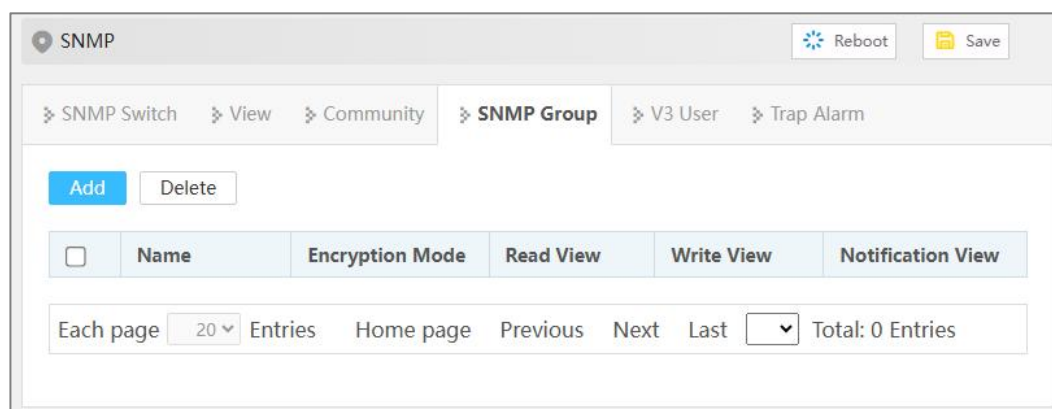 SNMP Reboot Save
SNMP Switch View Community SNMP Group V3 User Trap Alarm
Add Delete
Name Encryption Mode Read View Write View Notification View
Each page 20 Entries Home page Previous Next Last Total: 0 Entries